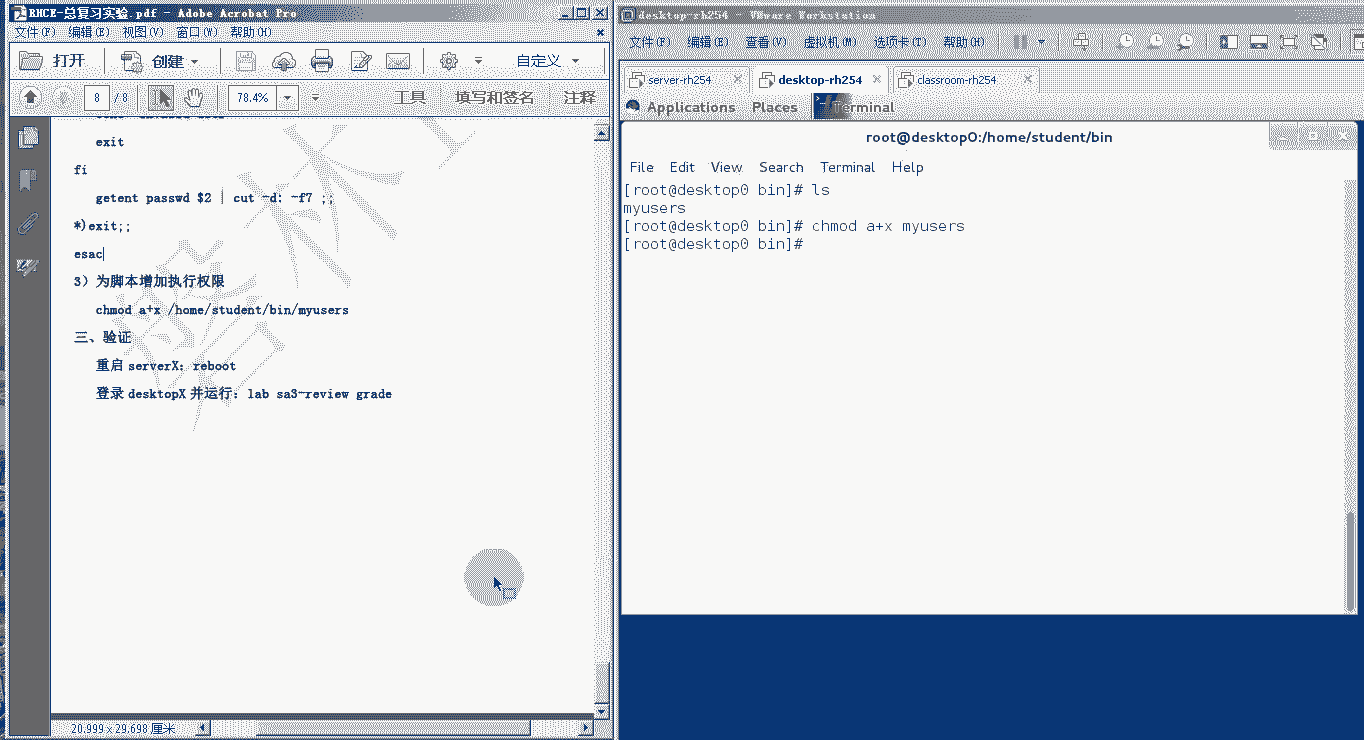 RHCE-总复习实验.pdf - Adobe Acrobat Pro
文件(F) 编辑(E) 视图(V) 窗口(W) 帮助(H)
打开 创建 自定义
8 / 8 78.4% 工具 填写和签名 注释
exit
fi
getent passwd $2 | cut -d: -f7 ;;
*)exit;;
esac
3）为脚本增加执行权限
chmod a+x /home/student/bin/myusers
三、验证
重启 serverX：reboot
登录 desktopX 并运行：lab sa3-review grade
20.999 x 29.698 厘米
desktop-rh254 - VMware Workstation
文件(F) 编辑(E) 查看(V) 虚拟机(M) 选项卡(T) 帮助(H)
server-rh254 desktop-rh254 classroom-rh254
Applications Places Terminal
root@desktop0:/home/student/bin
File Edit View Search Terminal Help
[root@desktop0 bin]# ls
myusers
[root@desktop0 bin]# chmod a+x myusers
[root@desktop0 bin]#